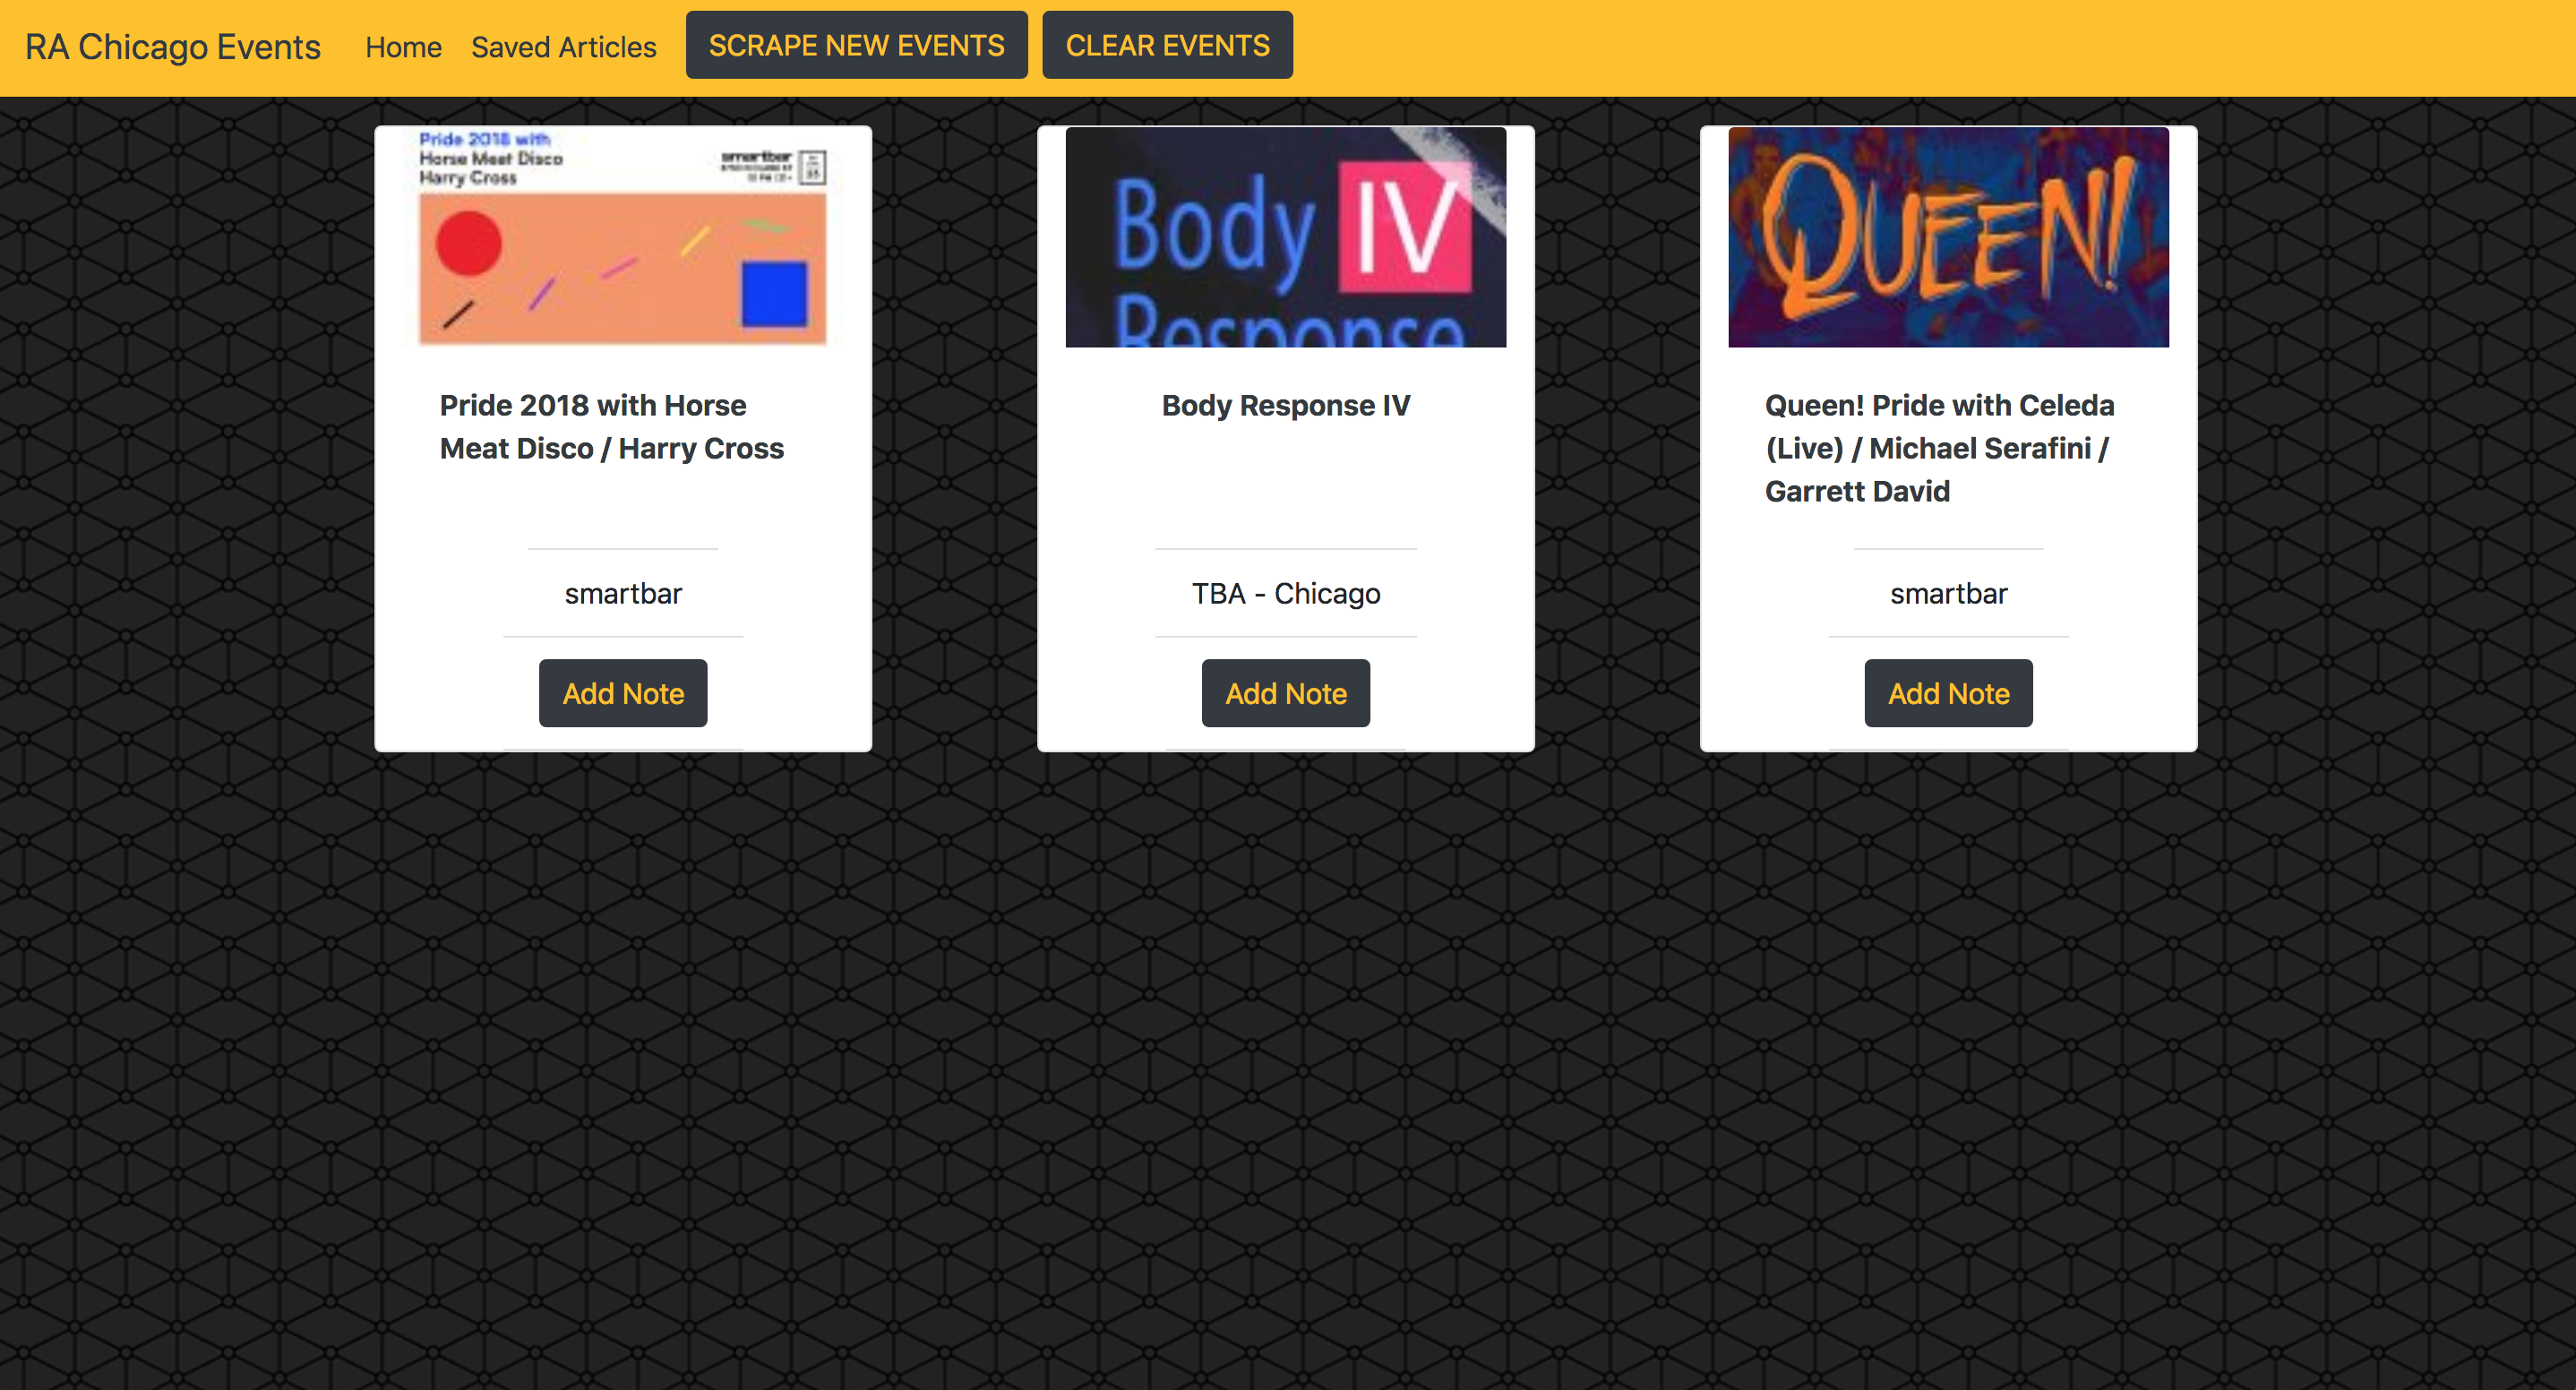 RA Chicago Events Home Saved Articles SCRAPE NEW EVENTS CLEAR EVENTS
Pride 2018 with
Horse Meat Disco
Harry Cross
smartbar
Pride 2018 with Horse
Meat Disco / Harry Cross
smartbar
Add Note
Body IV
Response
Body Response IV
TBA - Chicago
Add Note
QUEEN!
Queen! Pride with Celeda
(Live) / Michael Serafini /
Garrett David
smartbar
Add Note